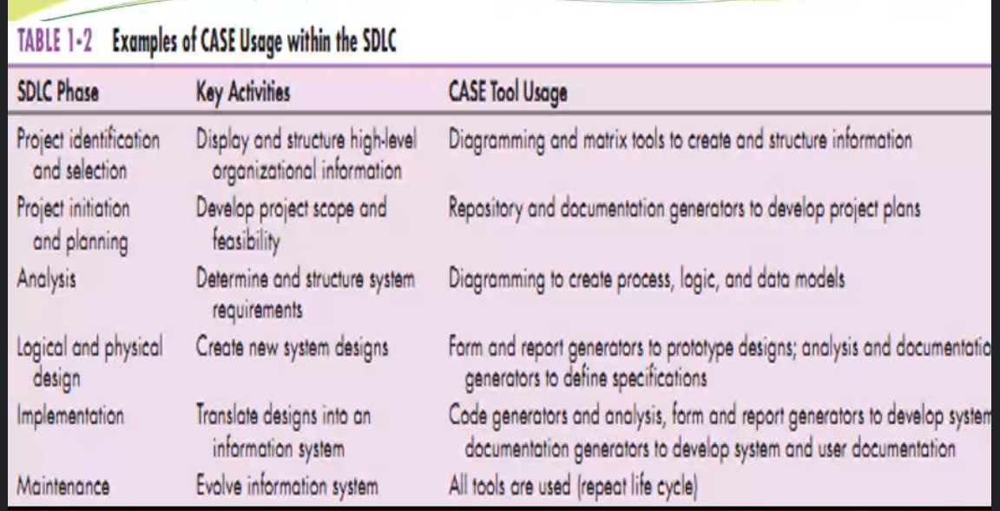 TABLE 1-2 Examples of CASE Usage within the SDLC
SDLC Phase Key Activities CASE Tool Usage
Project identification Display and structure high-level Diagramming and matrix tools to create and structure information
and selection organizational information
Project initiation Develop project scope and Repository and documentation generators to develop project plans
and planning feasibility
Analysis Determine and structure system Diagramming to create process, logic, and data models
requirements
Logical and physical Create new system designs Form and report generators to prototype designs; analysis and documentatio
design generators to define specifications
Implementation Translate designs into an Code generators and analysis, form and report generators to develop system
information system documentation generators to develop system and user documentation
Maintenance Evolve information system All tools are used (repeat life cycle)